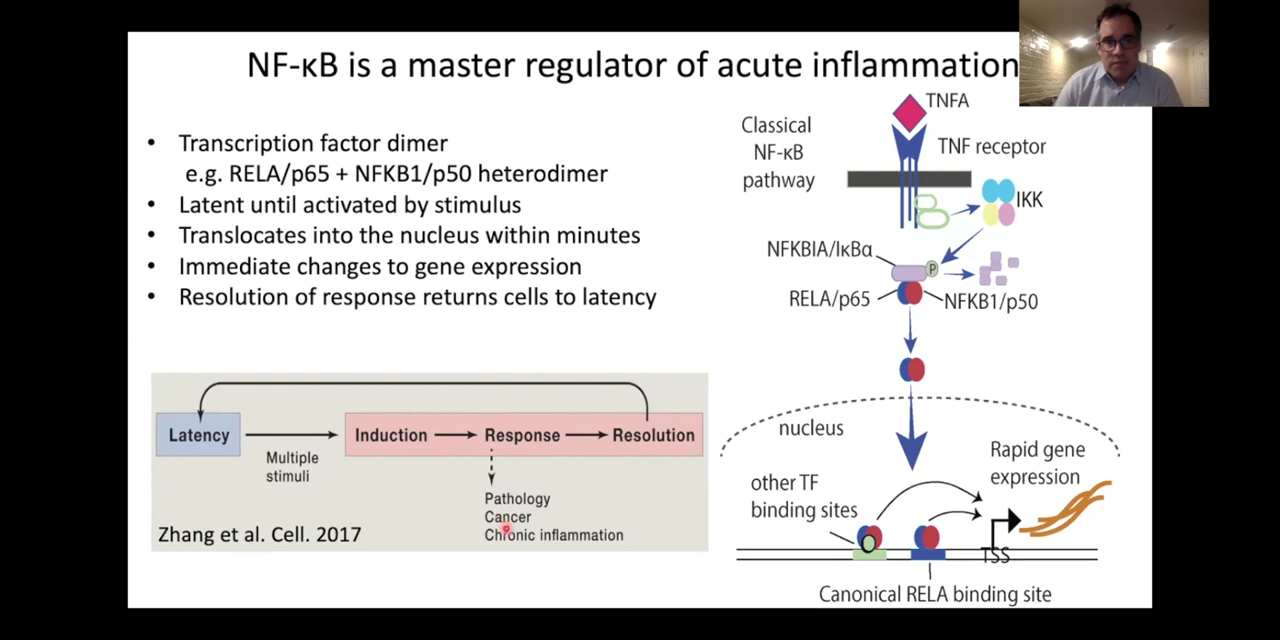 NF-κB is a master regulator of acute inflammation
• Transcription factor dimer
e.g. RELA/p65 + NFKB1/p50 heterodimer
• Latent until activated by stimulus
• Translocates into the nucleus within minutes
• Immediate changes to gene expression
• Resolution of response returns cells to latency
Latency
Multiple
stimuli
Induction
Response
Resolution
Pathology
Cancer
Chronic inflammation
Zhang et al. Cell. 2017
Classical
NF-κB
pathway
TNFA
TNF receptor
IKK
NFKBIA/IκBα
P
RELA/p65
NFKB1/p50
nucleus
other TF
binding sites
Rapid gene
expression
TSS
Canonical RELA binding site